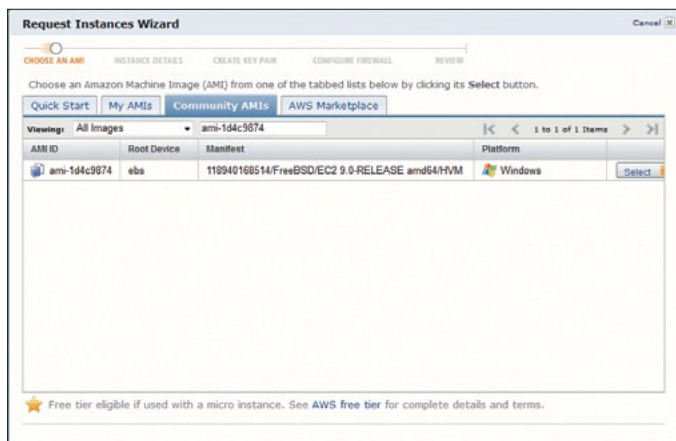 Request Instances Wizard Cancel X
CHOOSE AN AMI INSTANCE DETAILS CREATE KEY PAIR CONFIGURE FIREWALL REVIEW
Choose an Amazon Machine Image (AMI) from one of the tabbed lists below by clicking its Select button.
Quick Start My AMIs Community AMIs AWS Marketplace
Viewing: All Images ami-1d4c9874 1 to 1 of 1 Items
AMI ID Root Device Manifest Platform
ami-1d4c9874 ebs 118940168514/FreeBSD/EC2 9.0-RELEASE amd64/HVM Windows Select
Free tier eligible if used with a micro instance. See AWS free tier for complete details and terms.